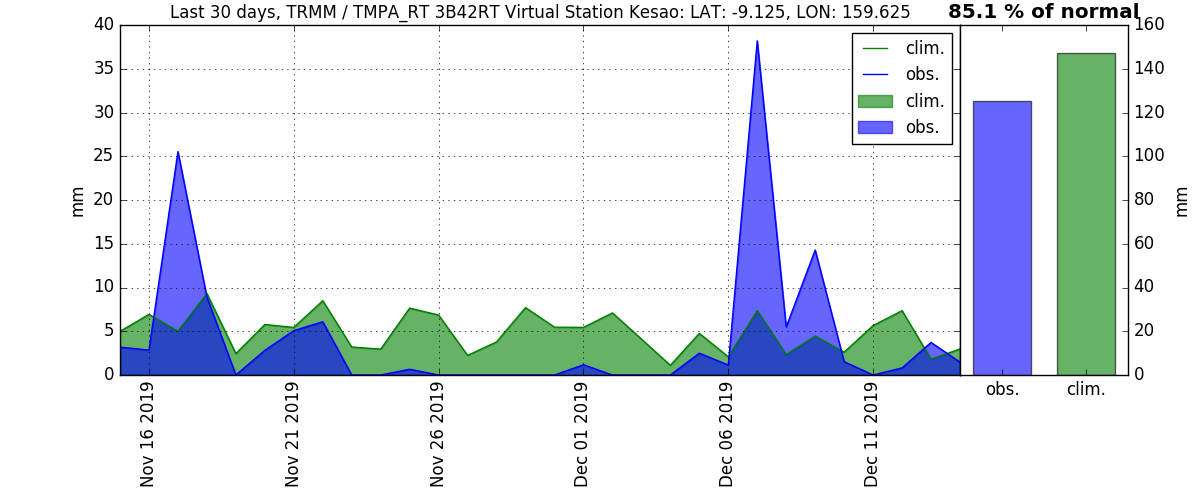 Last 30 days, TRMM / TMPA_RT 3B42RT Virtual Station Kesao: LAT: -9.125, LON: 159.625
85.1 % of normal
40
35
30
25
20
15
10
5
0
mm
clim.
obs.
clim.
obs.
160
140
120
100
80
60
40
20
0
mm
Nov 16 2019
Nov 21 2019
Nov 26 2019
Dec 01 2019
Dec 06 2019
Dec 11 2019
obs.
clim.